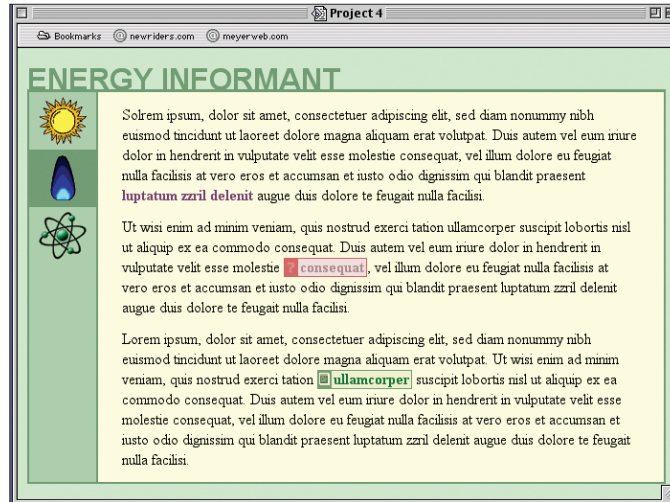 Project 4
Bookmarks newriders.com meyerweb.com
ENERGY INFORMANT
Solrem ipsum, dolor sit amet, consectetuer adipiscing elit, sed diam nonummy nibh
euismod tincidunt ut laoreet dolore magna aliquam erat volutpat. Duis autem vel eum iriure
dolor in hendrerit in vulputate velit esse molestie consequat, vel illum dolore eu feugiat
nulla facilisis at vero eros et accumsan et iusto odio dignissim qui blandit praesent
luptatum zzril delenit augue duis dolore te feugait nulla facilisi.
Ut wisi enim ad minim veniam, quis nostrud exerci tation ullamcorper suscipit lobortis nisl
ut aliquip ex ea commodo consequat. Duis autem vel eum iriure dolor in hendrerit in
vulputate velit esse molestie ? consequat, vel illum dolore eu feugiat nulla facilisis at
vero eros et accumsan et iusto odio dignissim qui blandit praesent luptatum zzril delenit
augue duis dolore te feugait nulla facilisi.
Lorem ipsum, dolor sit amet, consectetuer adipiscing elit, sed diam nonummy nibh
euismod tincidunt ut laoreet dolore magna aliquam erat volutpat. Ut wisi enim ad minim
veniam, quis nostrud exerci tation ullamcorper suscipit lobortis nisl ut aliquip ex ea
commodo consequat. Duis autem vel eum iriure dolor in hendrerit in vulputate velit esse
molestie consequat, vel illum dolore eu feugiat nulla facilisis at vero eros et accumsan et
iusto odio dignissim qui blandit praesent luptatum zzril delenit augue duis dolore te feugait
nulla facilisi.